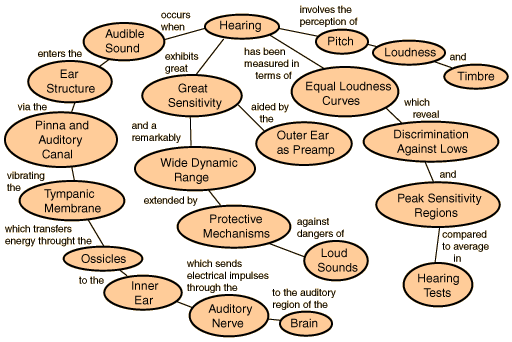 Hearing
occurs
when
Audible
Sound
enters the
Ear
Structure
via the
Pinna and
Auditory
Canal
vibrating
the
Tympanic
Membrane
which transfers
energy throught the
Ossicles
to the
Inner
Ear
which sends
electrical impulses
through the
Auditory
Nerve
to the auditory
region of the
Brain
exhibits
great
Great
Sensitivity
aided by
the
Outer Ear
as Preamp
and a
remarkably
Wide Dynamic
Range
extended by
Protective
Mechanisms
against
dangers of
Loud
Sounds
has been
measured in
terms of
Equal Loudness
Curves
which
reveal
Discrimination
Against Lows
and
Peak Sensitivity
Regions
compared
to average
in
Hearing
Tests
involves the
perception of
Pitch
Loudness
and
Timbre